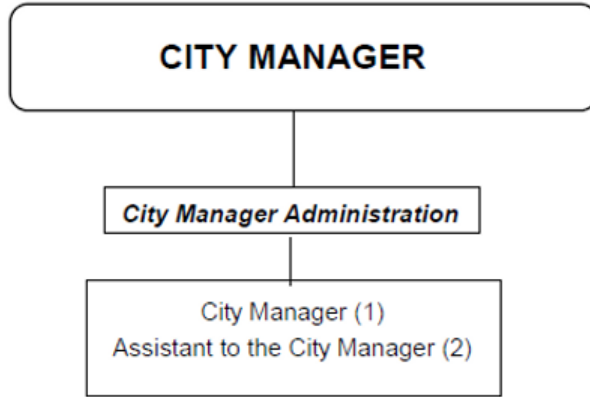 CITY MANAGER
City Manager Administration
City Manager (1)
Assistant to the City Manager (2)